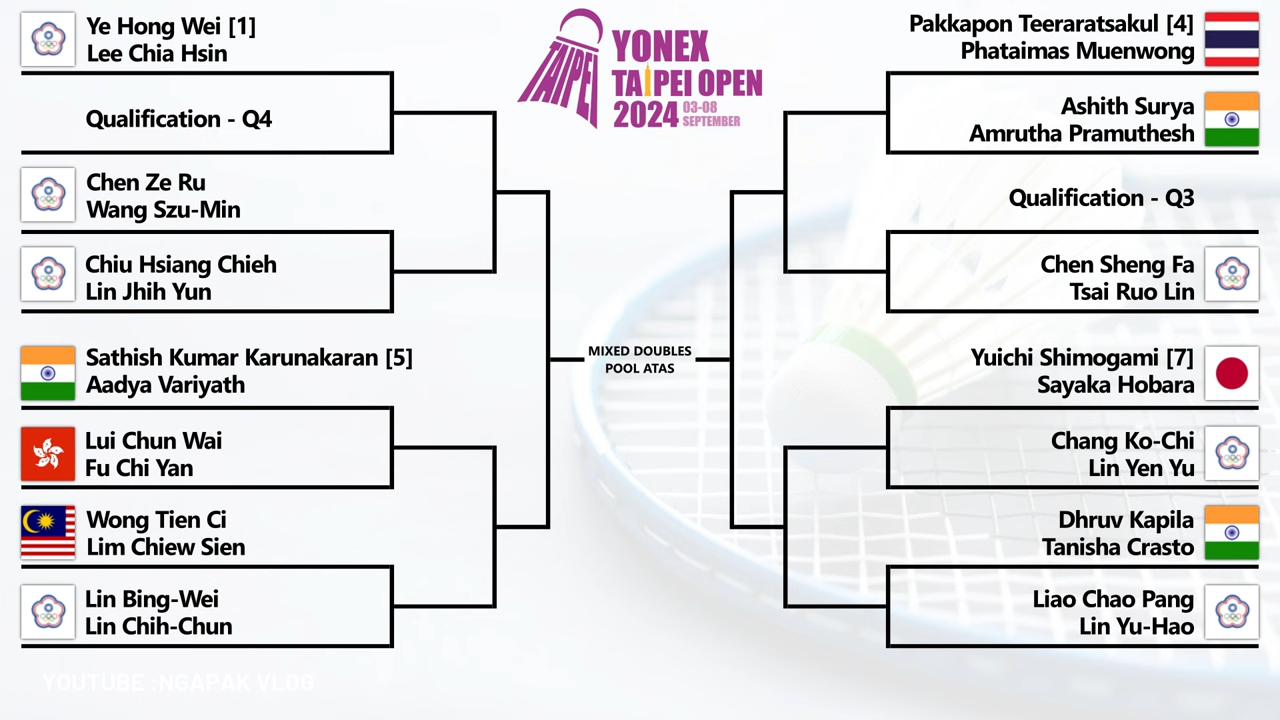 Ye Hong Wei [1]
Lee Chia Hsin
Qualification - Q4
Chen Ze Ru
Wang Szu-Min
Chiu Hsiang Chieh
Lin Jhih Yun
Sathish Kumar Karunakaran [5]
Aadya Variyath
Lui Chun Wai
Fu Chi Yan
Wong Tien Ci
Lim Chiew Sien
Lin Bing-Wei
Lin Chih-Chun
YOUTUBE :NGAPAK VLOG
TAIPEI
YONEX
TAIPEI OPEN
2024 03-08
SEPTEMBER
MIXED DOUBLES
POOL ATAS
Pakkapon Teeraratsakul [4]
Phataimas Muenwong
Ashith Surya
Amrutha Pramuthesh
Qualification - Q3
Chen Sheng Fa
Tsai Ruo Lin
Yuichi Shimogami [7]
Sayaka Hobara
Chang Ko-Chi
Lin Yen Yu
Dhruv Kapila
Tanisha Crasto
Liao Chao Pang
Lin Yu-Hao